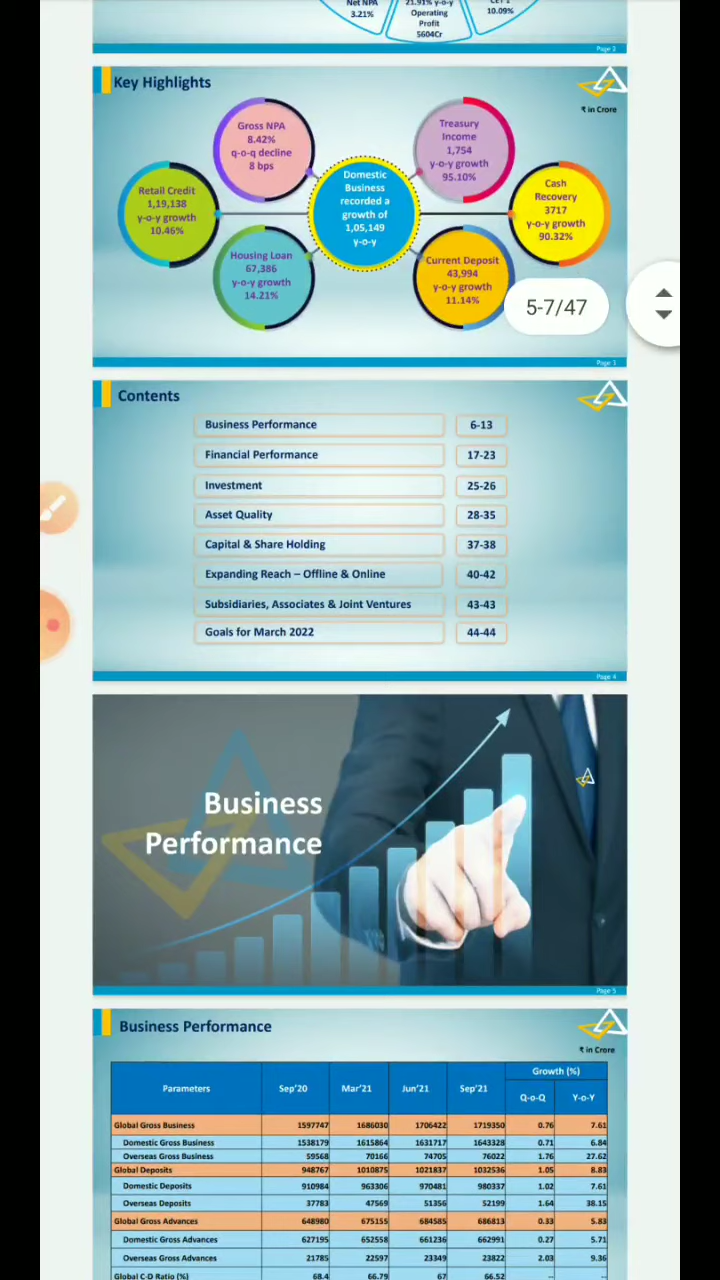 Net NPA
3.21%
21.91% y-o-y
Operating
Profit
5604Cr
CET 1
10.09%
Page 2
Key Highlights
₹ in Crore
Gross NPA
8.42%
q-o-q decline
8 bps
Treasury
Income
1,754
y-o-y growth
95.10%
Retail Credit
1,19,138
y-o-y growth
10.46%
Domestic
Business
recorded a
growth of
1,05,149
y-o-y
Cash
Recovery
3717
y-o-y growth
90.32%
Housing Loan
67,386
y-o-y growth
14.21%
Current Deposit
43,994
y-o-y growth
11.14%
5-7/47
Page 3
Contents
Business Performance 6-13
Financial Performance 17-23
Investment 25-26
Asset Quality 28-35
Capital & Share Holding 37-38
Expanding Reach – Offline & Online 40-42
Subsidiaries, Associates & Joint Ventures 43-43
Goals for March 2022 44-44
Page 4
Business
Performance
Page 5
Business Performance
₹ in Crore
Parameters Sep'20 Mar'21 Jun'21 Sep'21 Growth (%)
Q-o-Q Y-o-Y
Global Gross Business 1597747 1686030 1706422 1719350 0.76 7.61
Domestic Gross Business 1538179 1615864 1631717 1643328 0.71 6.84
Overseas Gross Business 59568 70166 74705 76022 1.76 27.62
Global Deposits 948767 1010875 1021837 1032536 1.05 8.83
Domestic Deposits 910984 963306 970481 980337 1.02 7.61
Overseas Deposits 37783 47569 51356 52199 1.64 38.15
Global Gross Advances 648980 675155 684585 686813 0.33 5.83
Domestic Gross Advances 627195 652558 661236 662991 0.27 5.71
Overseas Gross Advances 21785 22597 23349 23822 2.03 9.36
Global C-D Ratio (%) 68.4 66.79 67 66.52 --